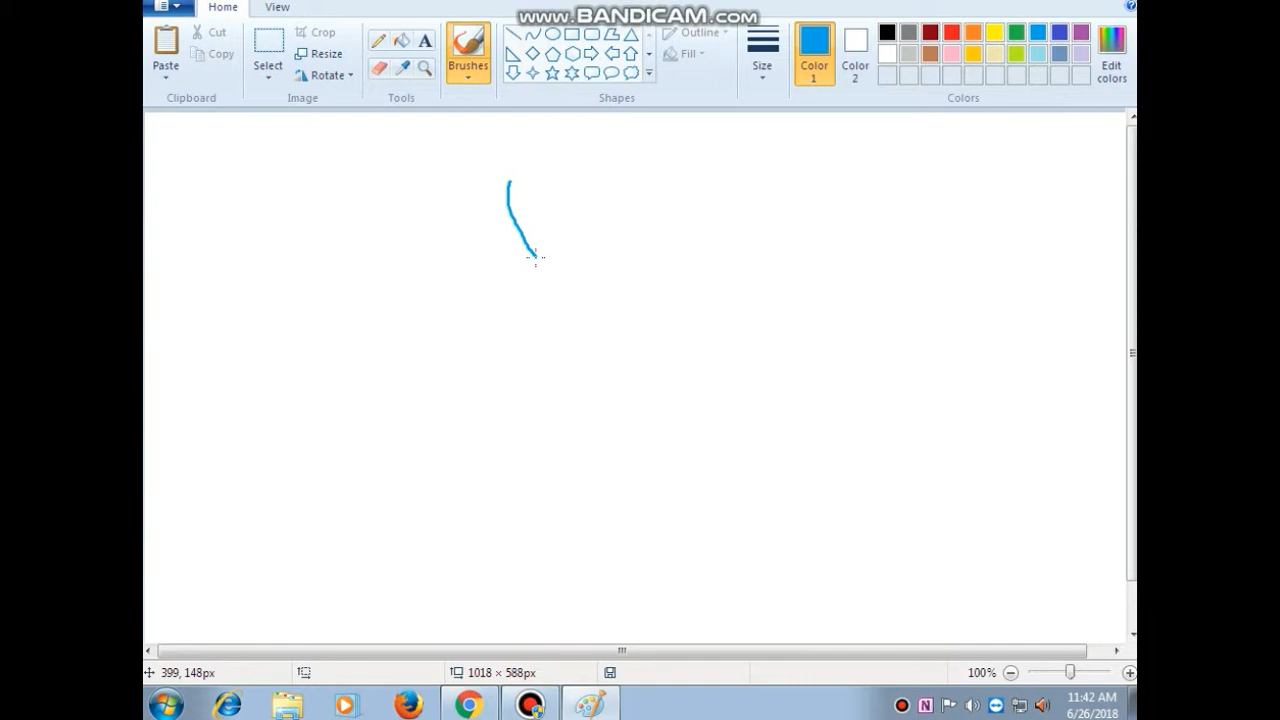 Home View
www.BANDICAM.com
Paste
Cut
Copy
Clipboard
Select
Crop
Resize
Rotate
Image
A
Tools
Brushes
Outline
Fill
Shapes
Size
Color
1
Color
2
Edit
colors
Colors
399, 148px
1018 × 588px
100%
N
11:42 AM
6/26/2018